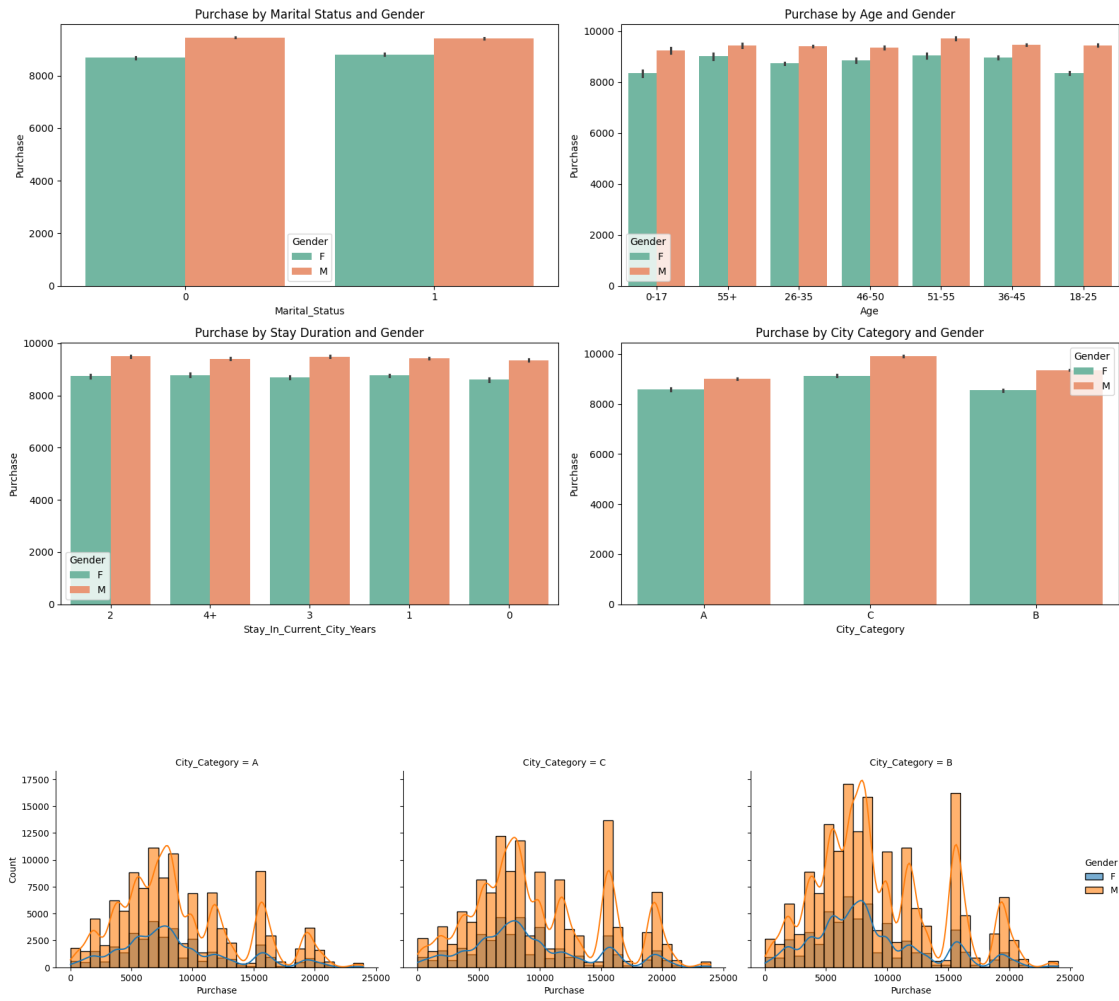 Purchase by Marital Status and Gender
Purchase
8000
6000
4000
2000
0
Gender
F
M
0 1
Marital_Status
Purchase by Age and Gender
Purchase
10000
8000
6000
4000
2000
0
Gender
F
M
0-17 55+ 26-35 46-50 51-55 36-45 18-25
Age
Purchase by Stay Duration and Gender
Purchase
10000
8000
6000
4000
2000
0
Gender
F
M
2 4+ 3 1 0
Stay_In_Current_City_Years
Purchase by City Category and Gender
Purchase
10000
8000
6000
4000
2000
0
Gender
F
M
A C B
City_Category
City_Category = A
Count
17500
15000
12500
10000
7500
5000
2500
0
0 5000 10000 15000 20000 25000
Purchase
City_Category = C
0 5000 10000 15000 20000 25000
Purchase
City_Category = B
0 5000 10000 15000 20000 25000
Purchase
Gender
F
M